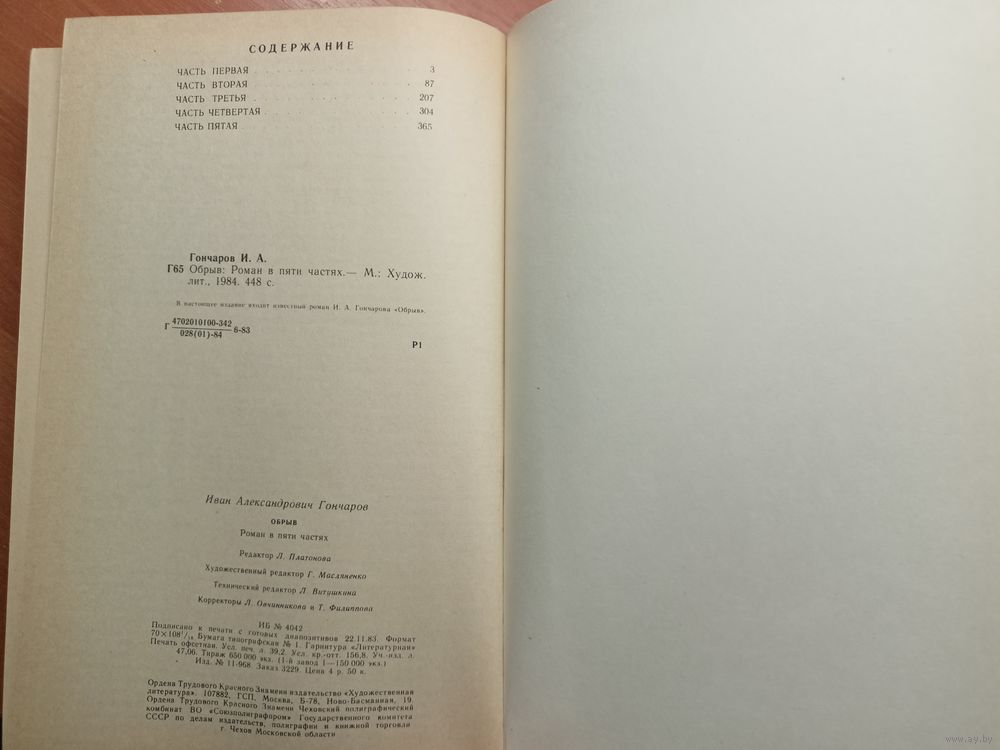 СОДЕРЖАНИЕ
ЧАСТЬ ПЕРВАЯ 3
ЧАСТЬ ВТОРАЯ 87
ЧАСТЬ ТРЕТЬЯ 207
ЧАСТЬ ЧЕТВЕРТАЯ 304
ЧАСТЬ ПЯТАЯ 365
Гончаров И. А.
Г65 Обрыв: Роман в пяти частях.— М.: Худож.
лит., 1984. 448 с.
В настоящее издание входит известный роман И. А. Гончарова «Обрыв».
Г 4702010100-342
028(01)-84 6-83
Р1
Иван Александрович Гончаров
ОБРЫВ
Роман в пяти частях
Редактор Л. Платонова
Художественный редактор Г. Масляненко
Технический редактор Л. Витушкина
Корректоры Л. Овчинникова и Т. Филиппова
ИБ № 4042
Подписано к печати с готовых диапозитивов 22.11.83. Формат
70×108¹/₁₆ Бумага типографская № 1. Гарнитура «Литературная»
Печать офсетная. Усл. печ. л. 39,2. Усл. кр.-отт. 156,8. Уч.-изд. л.
47,06. Тираж 650 000 экз. (1-й завод 1—150 000 экз.)
Изд. № 11-968. Заказ 3229. Цена 4 р. 50 к.
Ордена Трудового Красного Знамени издательство «Художественная
литература». 107882, ГСП, Москва, Б-78, Ново-Басманная, 19.
Ордена Трудового Красного Знамени Чеховский полиграфический
комбинат ВО «Союзполиграфпром» Государственного комитета
СССР по делам издательств, полиграфии и книжной торговли
г. Чехов Московской области
www.ay.by